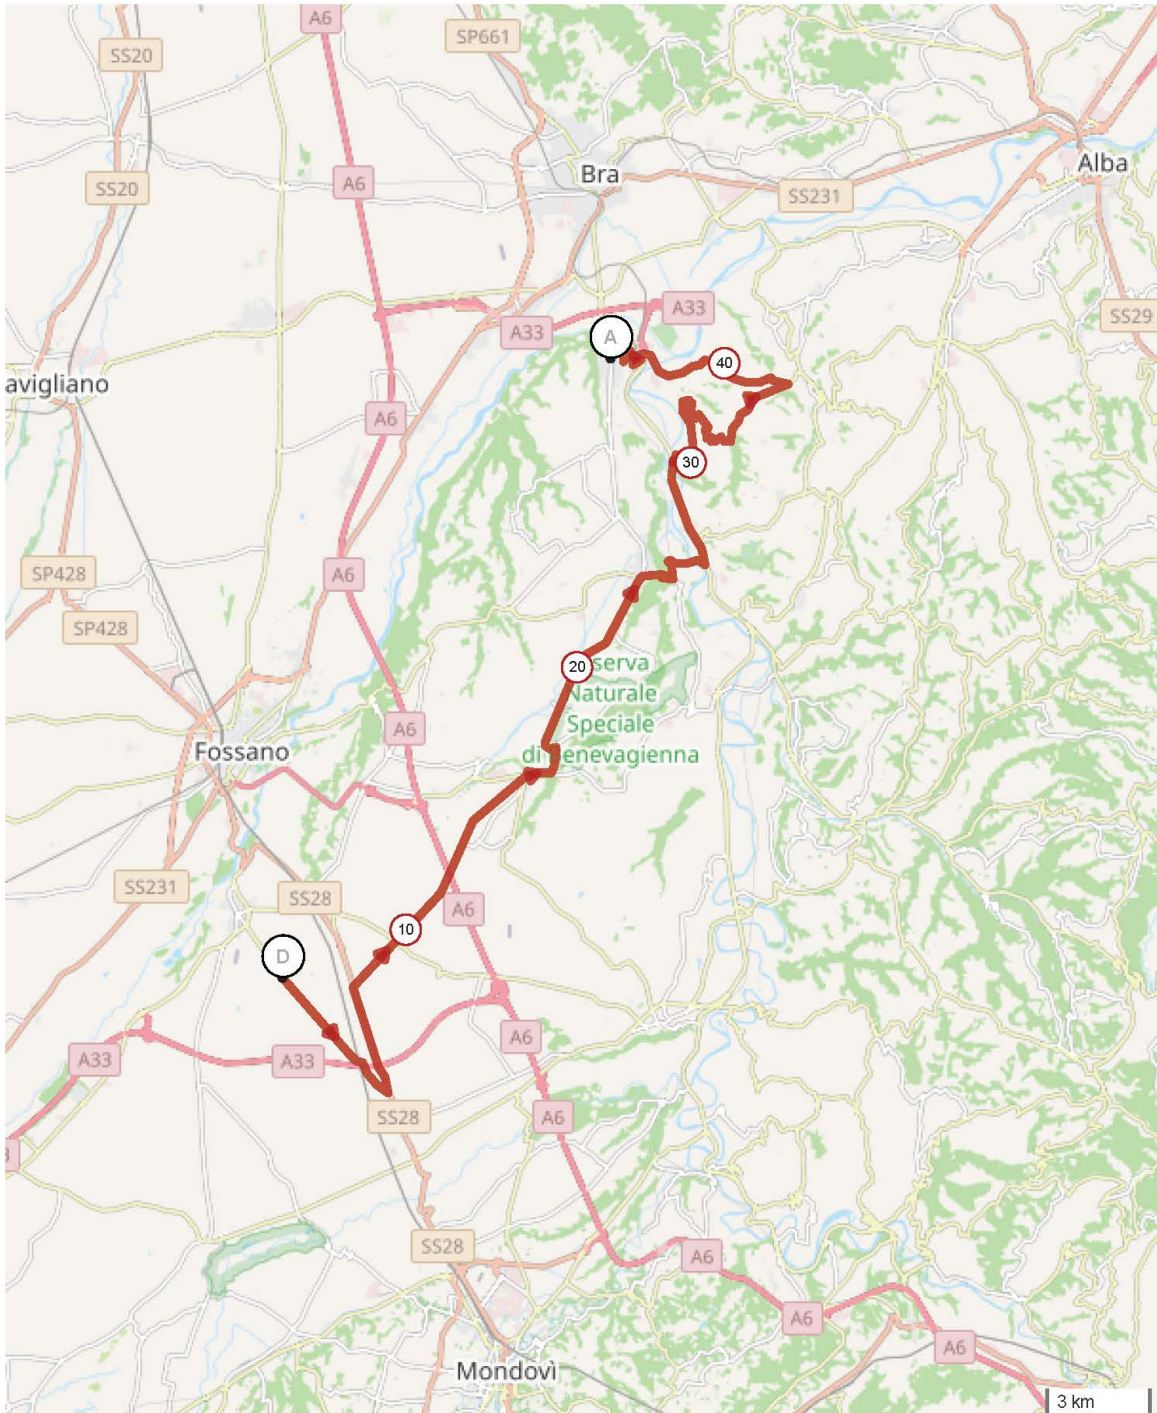 A6
SP661
SS20
Bra
Alba
A6
SS20
SS231
A33
A33
SS29
A
40
avigliano
A6
30
SP428
A6
SP428
20
serva
Naturale
Speciale
di Benevagienna
A6
Fossano
SS231
SS28
A6
10
D
A6
A33
A33
SS28
A6
SS28
A6
A6
A6
Mondovì
3 km